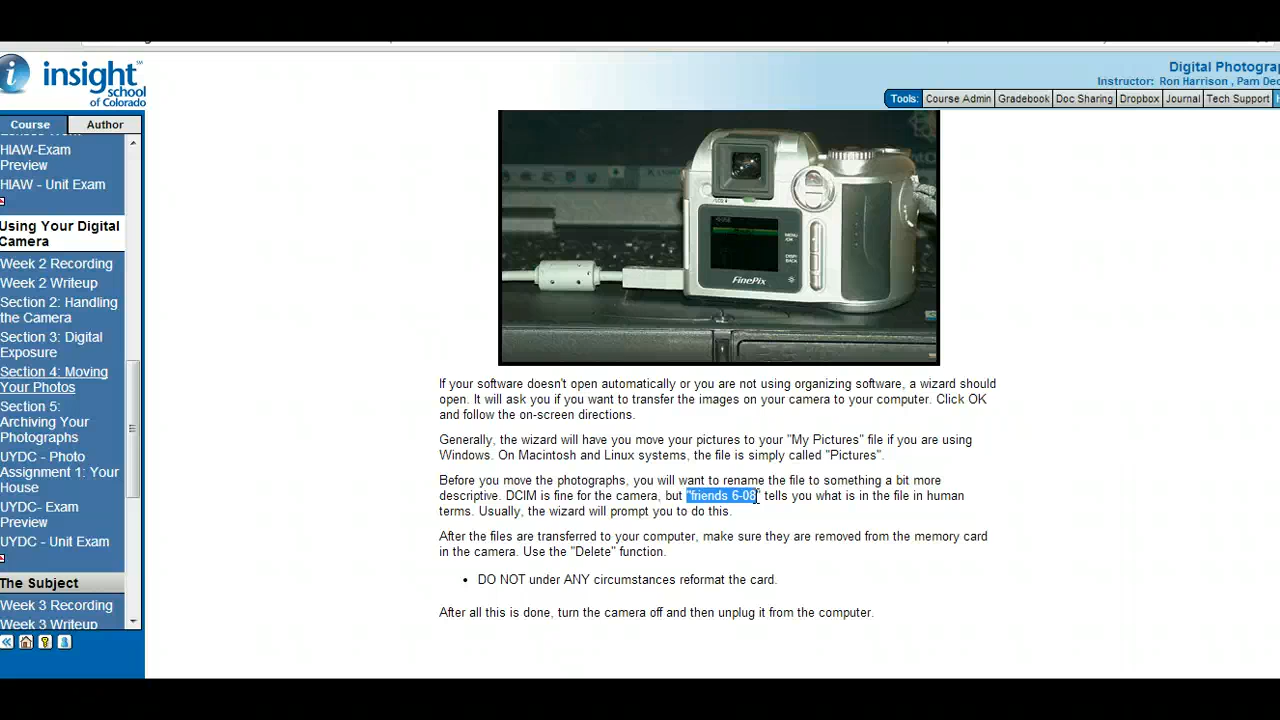 insight
school
of Colorado
Digital Photogra
Instructor: Ron Harrison, Pam Dec
Tools: Course Admin Gradebook Doc Sharing Dropbox Journal Tech Support
Course Author
HIAW-Exam
Preview
HIAW - Unit Exam
Using Your Digital
Camera
Week 2 Recording
Week 2 Writeup
Section 2: Handling
the Camera
Section 3: Digital
Exposure
Section 4: Moving
Your Photos
Section 5:
Archiving Your
Photographs
UYDC - Photo
Assignment 1: Your
House
UYDC- Exam
Preview
UYDC - Unit Exam
The Subject
Week 3 Recording
Week 3 Writeup
MENU
/OK
DISP/
BACK
FinePix
If your software doesn't open automatically or you are not using organizing software, a wizard should
open. It will ask you if you want to transfer the images on your camera to your computer. Click OK
and follow the on-screen directions.
Generally, the wizard will have you move your pictures to your "My Pictures" file if you are using
Windows. On Macintosh and Linux systems, the file is simply called "Pictures".
Before you move the photographs, you will want to rename the file to something a bit more
descriptive. DCIM is fine for the camera, but "friends 6-08" tells you what is in the file in human
terms. Usually, the wizard will prompt you to do this.
After the files are transferred to your computer, make sure they are removed from the memory card
in the camera. Use the "Delete" function.
• DO NOT under ANY circumstances reformat the card.
After all this is done, turn the camera off and then unplug it from the computer.